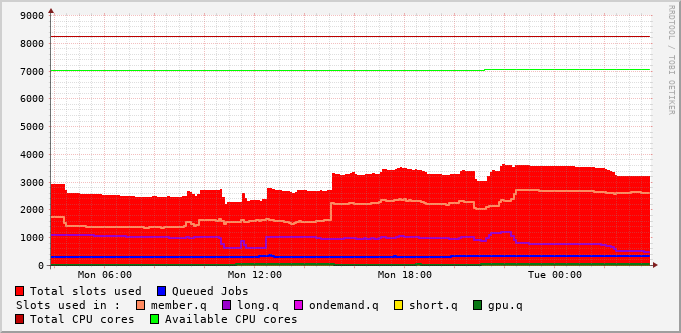 9000
8000
7000
6000
5000
4000
3000
2000
1000
0
Mon 06:00 Mon 12:00 Mon 18:00 Tue 00:00
RRDTOOL / TOBI OETIKER
Total slots used Queued Jobs
Slots used in : member.q long.q ondemand.q short.q gpu.q
Total CPU cores Available CPU cores